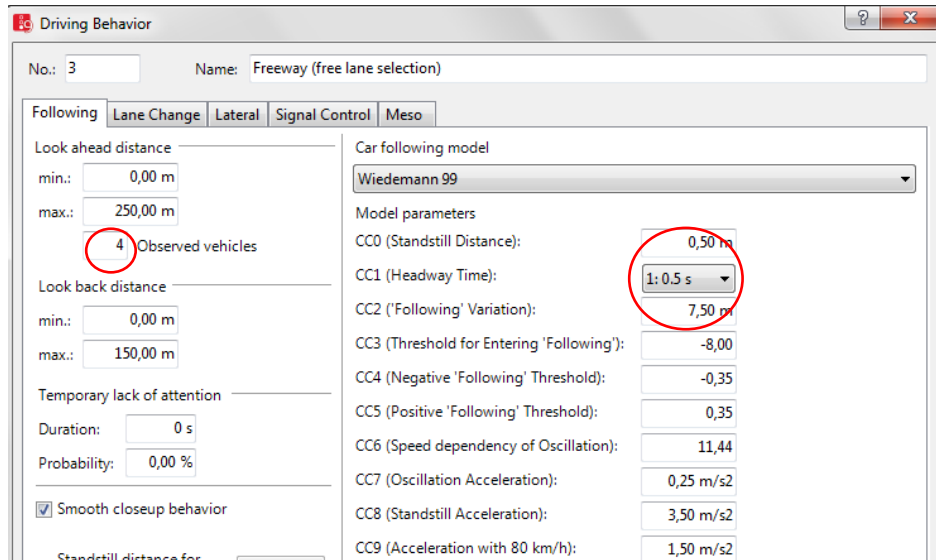 Driving Behavior
? X
No.: 3 Name: Freeway (free lane selection)
Following Lane Change Lateral Signal Control Meso
Look ahead distance
min.: 0,00 m
max.: 250,00 m
4 Observed vehicles
Look back distance
min.: 0,00 m
max.: 150,00 m
Temporary lack of attention
Duration: 0 s
Probability: 0,00 %
Smooth closeup behavior
Standstill distance for
Car following model
Wiedemann 99
Model parameters
CC0 (Standstill Distance): 0,50 m
CC1 (Headway Time): 1: 0.5 s
CC2 ('Following' Variation): 7,50 m
CC3 (Threshold for Entering 'Following'): -8,00
CC4 (Negative 'Following' Threshold): -0,35
CC5 (Positive 'Following' Threshold): 0,35
CC6 (Speed dependency of Oscillation): 11,44
CC7 (Oscillation Acceleration): 0,25 m/s2
CC8 (Standstill Acceleration): 3,50 m/s2
CC9 (Acceleration with 80 km/h): 1,50 m/s2